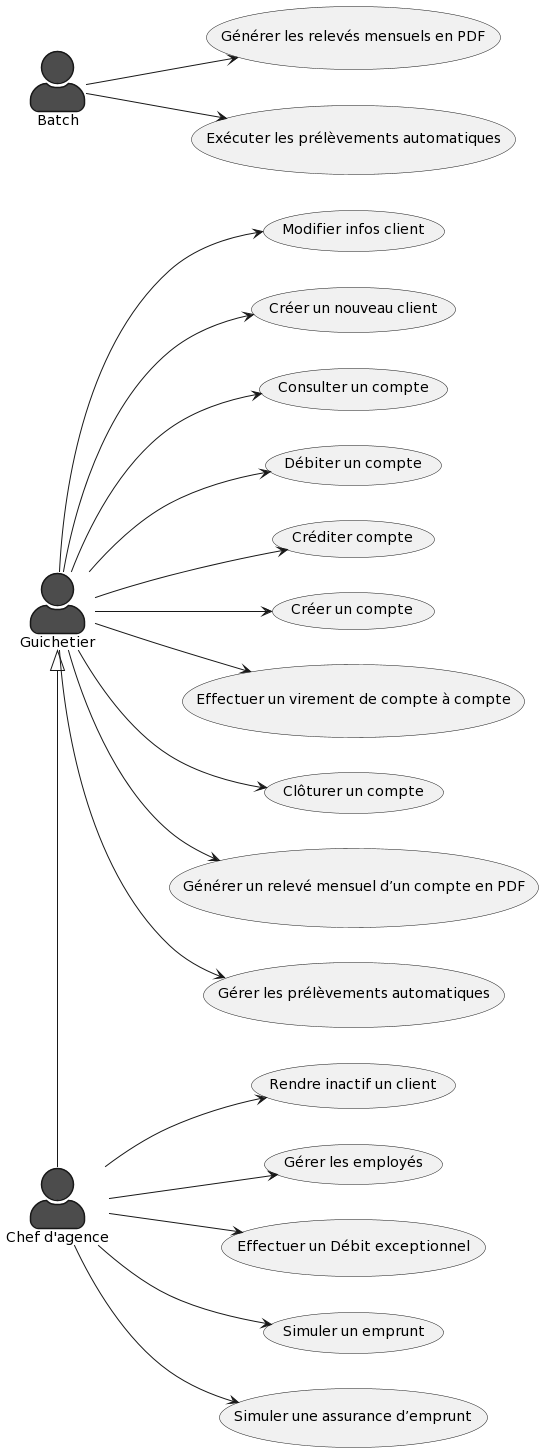 Générer les relevés mensuels en PDF
Batch
Exécuter les prélèvements automatiques
Modifier infos client
Créer un nouveau client
Consulter un compte
Débiter un compte
Créditer compte
Créer un compte
Guichetier
Effectuer un virement de compte à compte
Clôturer un compte
Générer un relevé mensuel d’un compte en PDF
Gérer les prélèvements automatiques
Rendre inactif un client
Gérer les employés
Chef d'agence
Effectuer un Débit exceptionnel
Simuler un emprunt
Simuler une assurance d’emprunt